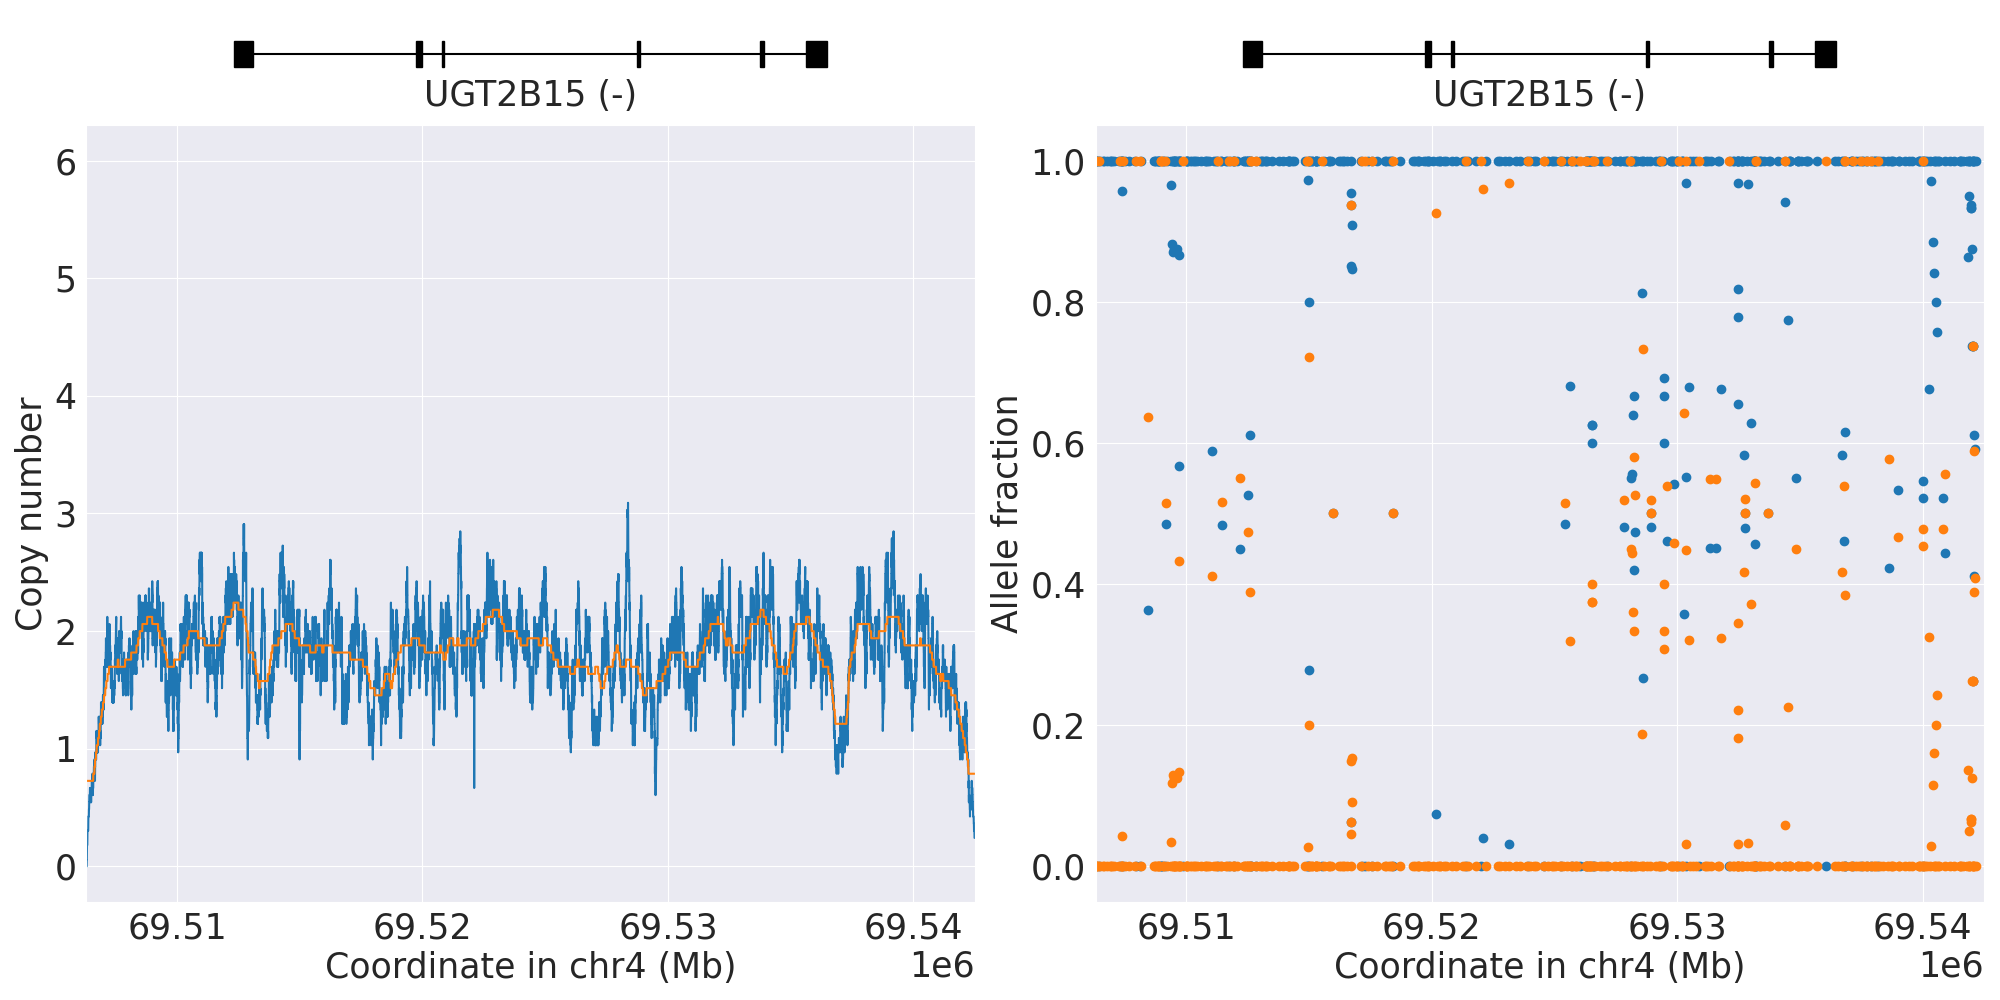 UGT2B15 (-)
6
5
4
3
2
1
0
Copy number
69.51 69.52 69.53 69.54
Coordinate in chr4 (Mb)
1e6
UGT2B15 (-)
1.0
0.8
0.6
0.4
0.2
0.0
Allele fraction
69.51 69.52 69.53 69.54
Coordinate in chr4 (Mb)
1e6